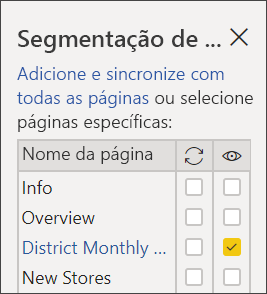 Segmentação de ...
Adicione e sincronize com
todas as páginas ou selecione
páginas específicas:
Nome da página
Info
Overview
District Monthly ...
New Stores